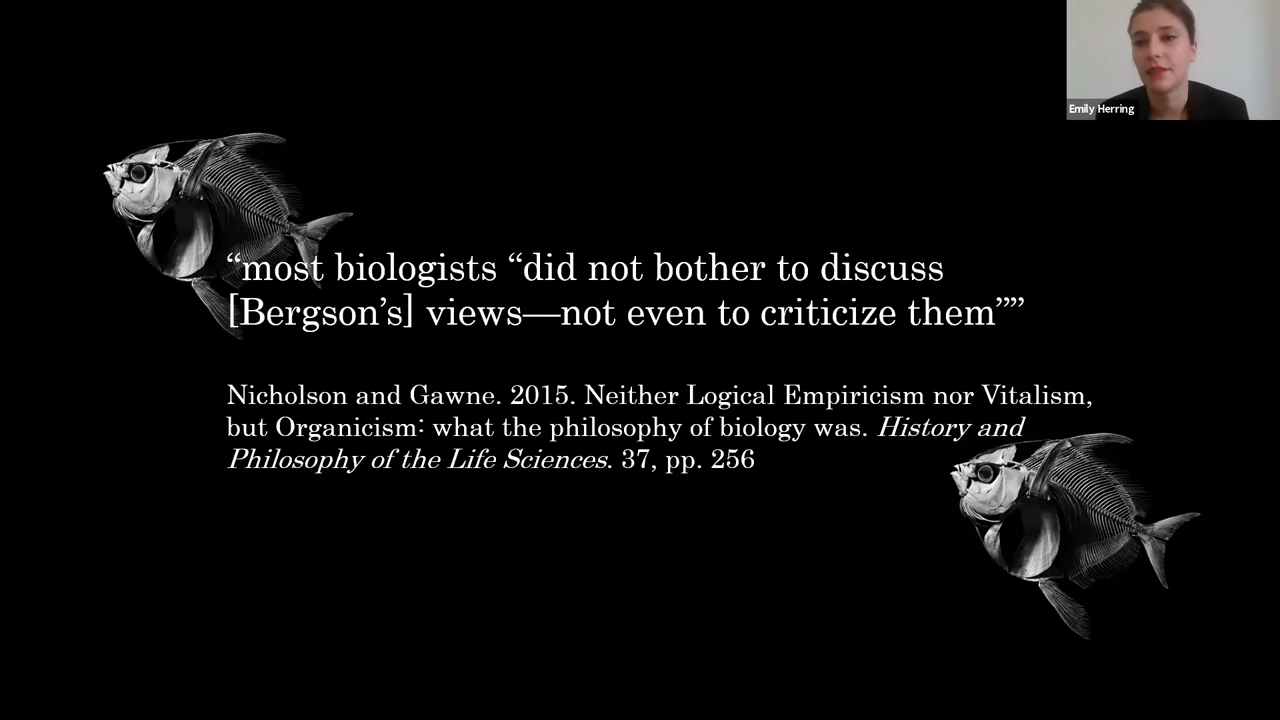 Emily Herring
“most biologists “did not bother to discuss
[Bergson’s] views—not even to criticize them””
Nicholson and Gawne. 2015. Neither Logical Empiricism nor Vitalism,
but Organicism: what the philosophy of biology was. History and
Philosophy of the Life Sciences. 37, pp. 256